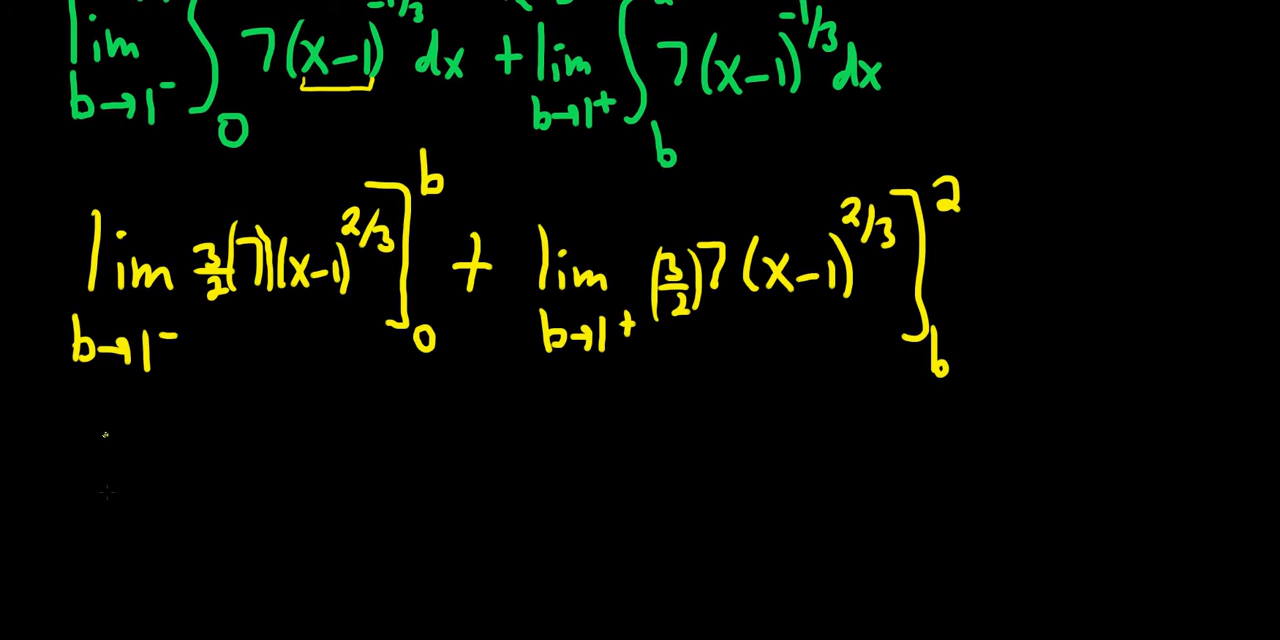 lim ∫₀ 7(x-1)^{-1/3} dx + lim ∫_b 7(x-1)^{-1/3} dx
b→1⁻ b→1⁺
lim 3/2(7)(x-1)^{2/3} ]₀^b + lim (3/2)7(x-1)^{2/3} ]_b^2
b→1⁻ b→1⁺